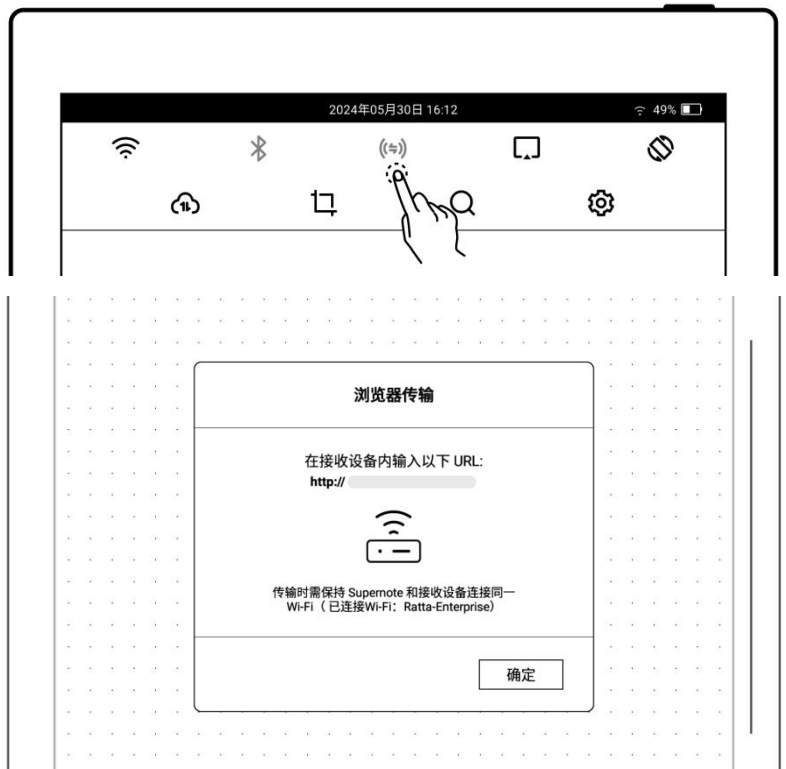 2024年05月30日 16:12
49%
浏览器传输
在接收设备内输入以下 URL:
http://
传输时需保持 Supernote 和接收设备连接同一
Wi-Fi（ 已连接Wi-Fi：Ratta-Enterprise）
确定